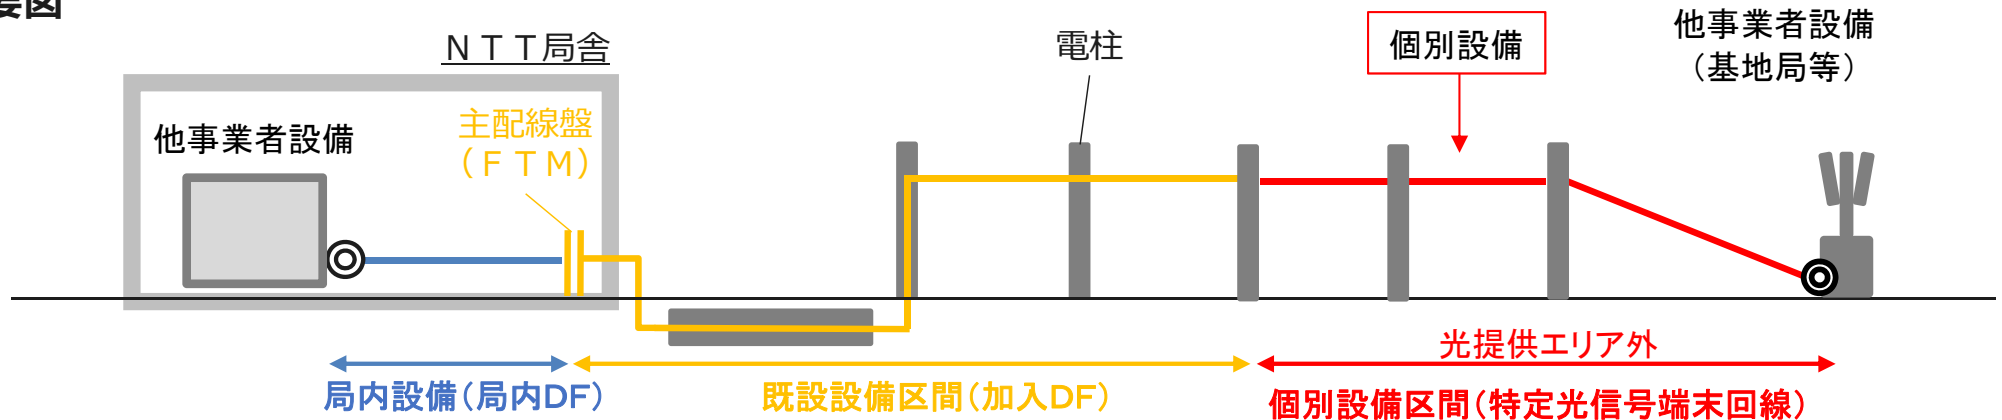 要図
ＮＴＴ局舎
電柱
個別設備
他事業者設備
（基地局等）
他事業者設備
主配線盤
（ＦＴＭ）
光提供エリア外
局内設備（局内DF）
既設設備区間（加入DF）
個別設備区間（特定光信号端末回線）